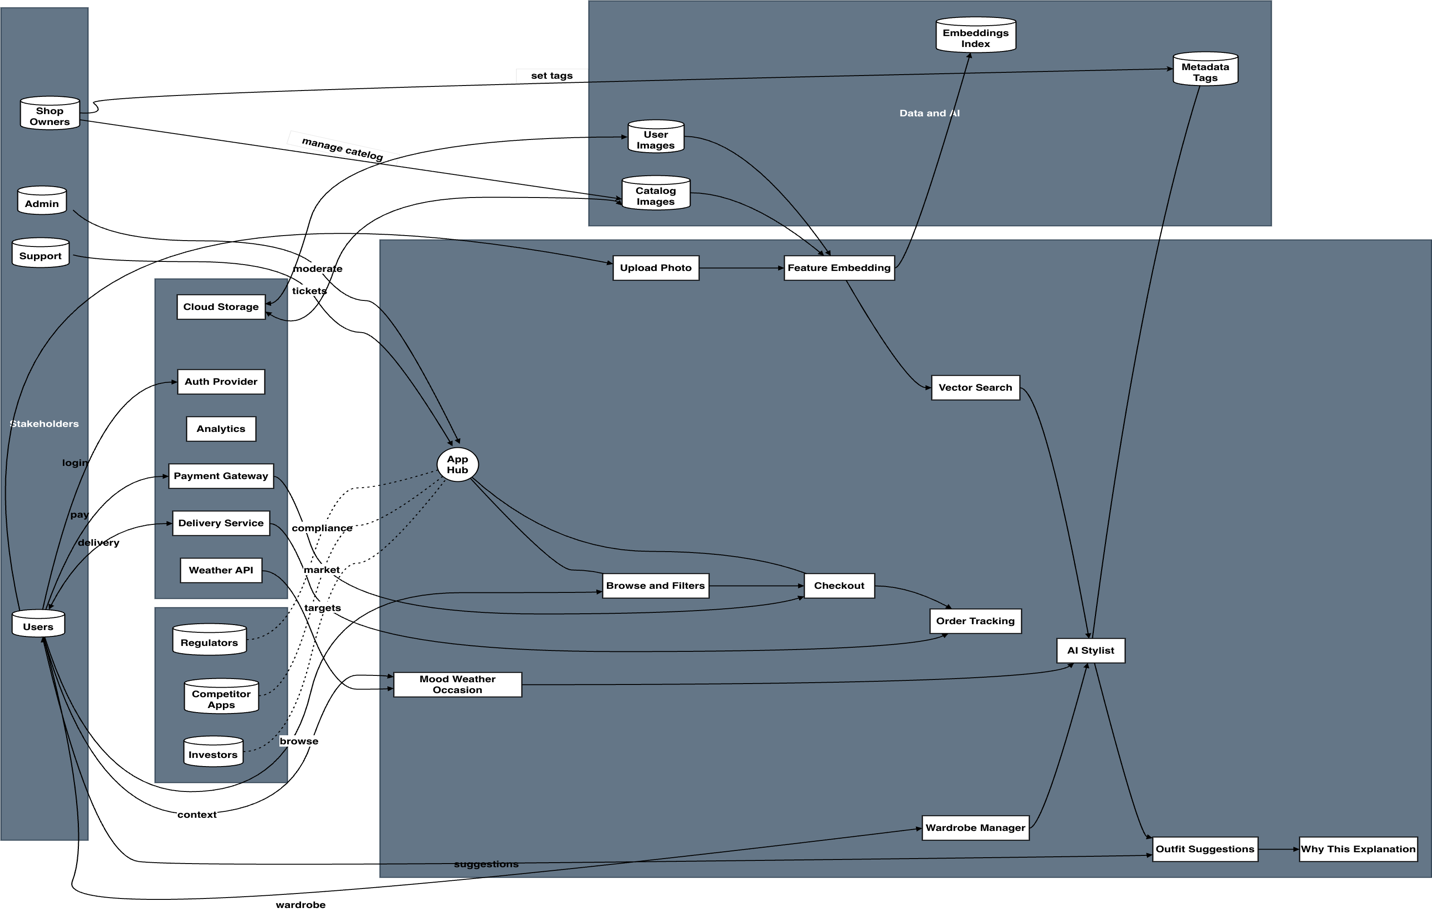 Embeddings
Index
Metadata
Tags
set tags
Data and AI
Shop
Owners
User
Images
manage catelog
Catalog
Images
Admin
Support
Upload Photo
Feature Embedding
moderate
tickets
Cloud Storage
Auth Provider
Vector Search
Stakeholders
Analytics
login
App
Hub
Payment Gateway
pay
Delivery Service
compliance
delivery
Weather API
market
Browse and Filters
Checkout
targets
Users
Order Tracking
Regulators
AI Stylist
Mood Weather
Occasion
Competitor
Apps
browse
Investors
context
Wardrobe Manager
Outfit Suggestions
Why This Explanation
suggestions
wardrobe